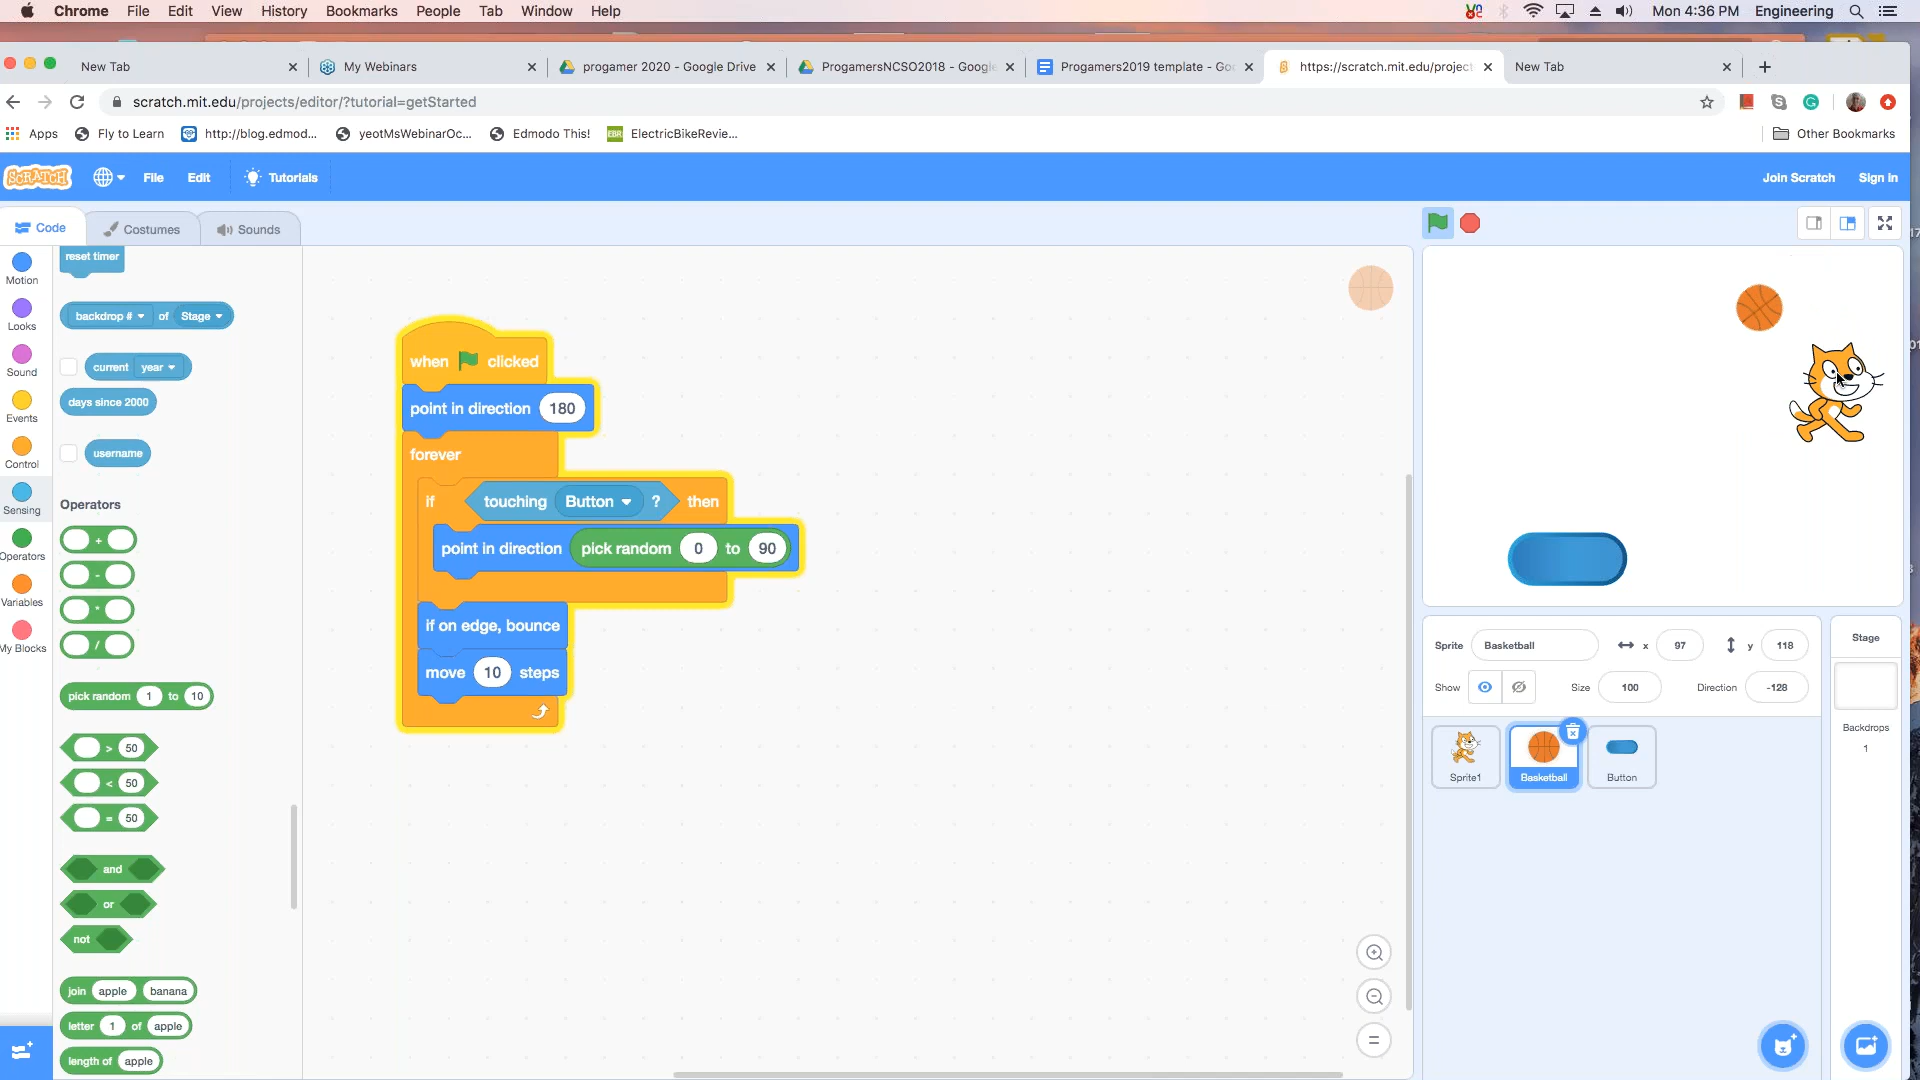 Chrome File Edit View History Bookmarks People Tab Window Help Mon 4:36 PM Engineering
New Tab My Webinars progamer 2020 - Google Drive ProgamersNCSO2018 - Google Progamers2019 template - Go https://scratch.mit.edu/project New Tab
scratch.mit.edu/projects/editor/?tutorial=getStarted
Apps Fly to Learn http://blog.edmod... yeotMsWebinarOc... Edmodo This! EBR ElectricBikeRevie... Other Bookmarks
SCRATCH File Edit Tutorials Join Scratch Sign in
Code Costumes Sounds
Motion
Looks
Sound
Events
Control
Sensing
Operators
Variables
My Blocks
reset timer
backdrop # of Stage
current year
days since 2000
username
Operators
+
-
*
/
pick random 1 to 10
> 50
< 50
= 50
and
or
not
join apple banana
letter 1 of apple
length of apple
when clicked
point in direction 180
forever
if touching Button ? then
point in direction pick random 0 to 90
if on edge, bounce
move 10 steps
Sprite Basketball x 97 y 118
Show Size 100 Direction -128
Sprite1 Basketball Button
Stage
Backdrops
1